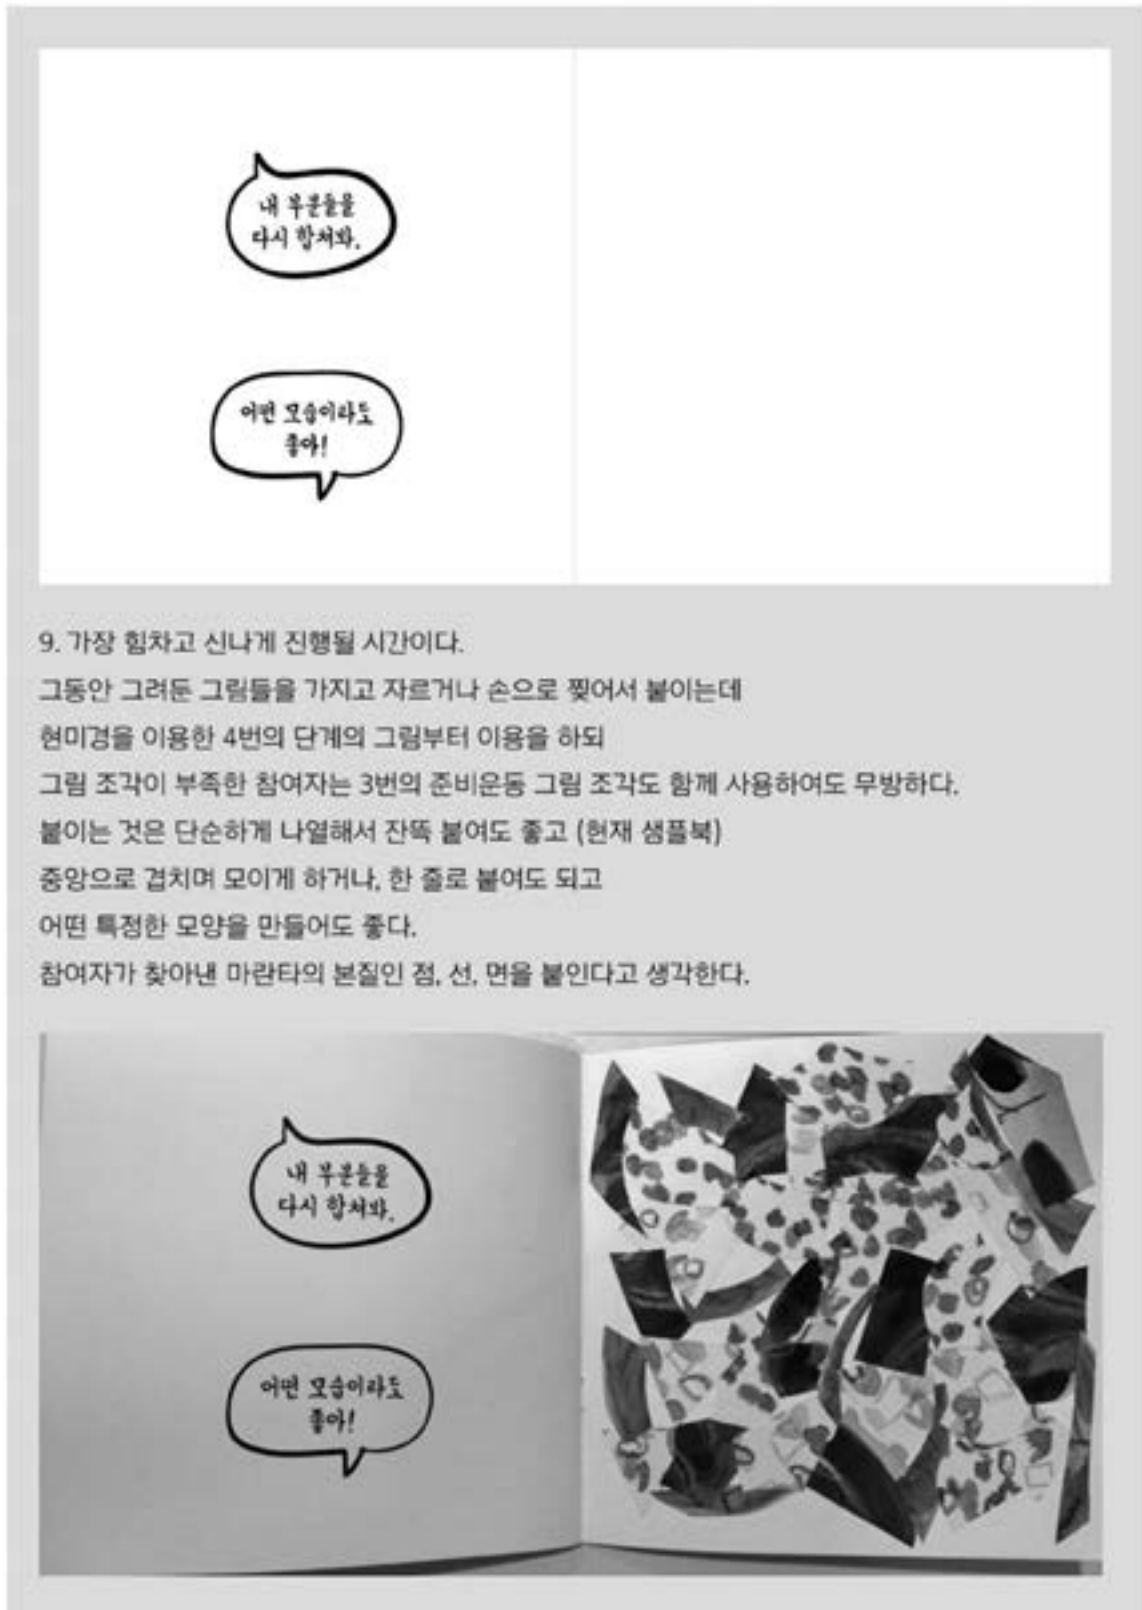 내 부분들을
다시 합쳐봐.
어떤 모습이라도
좋아!
9. 가장 힘차고 신나게 진행될 시간이다.
그동안 그려둔 그림들을 가지고 자르거나 손으로 찢어서 붙이는데
현미경을 이용한 4번의 단계의 그림부터 이용을 하되
그림 조각이 부족한 참여자는 3번의 준비운동 그림 조각도 함께 사용하여도 무방하다.
붙이는 것은 단순하게 나열해서 잔뜩 붙여도 좋고 (현재 샘플북)
중앙으로 겹치며 모이게 하거나, 한 줄로 붙여도 되고
어떤 특정한 모양을 만들어도 좋다.
참여자가 찾아낸 마란타의 본질인 점, 선, 면을 붙인다고 생각한다.
내 부분들을
다시 합쳐봐.
어떤 모습이라도
좋아!